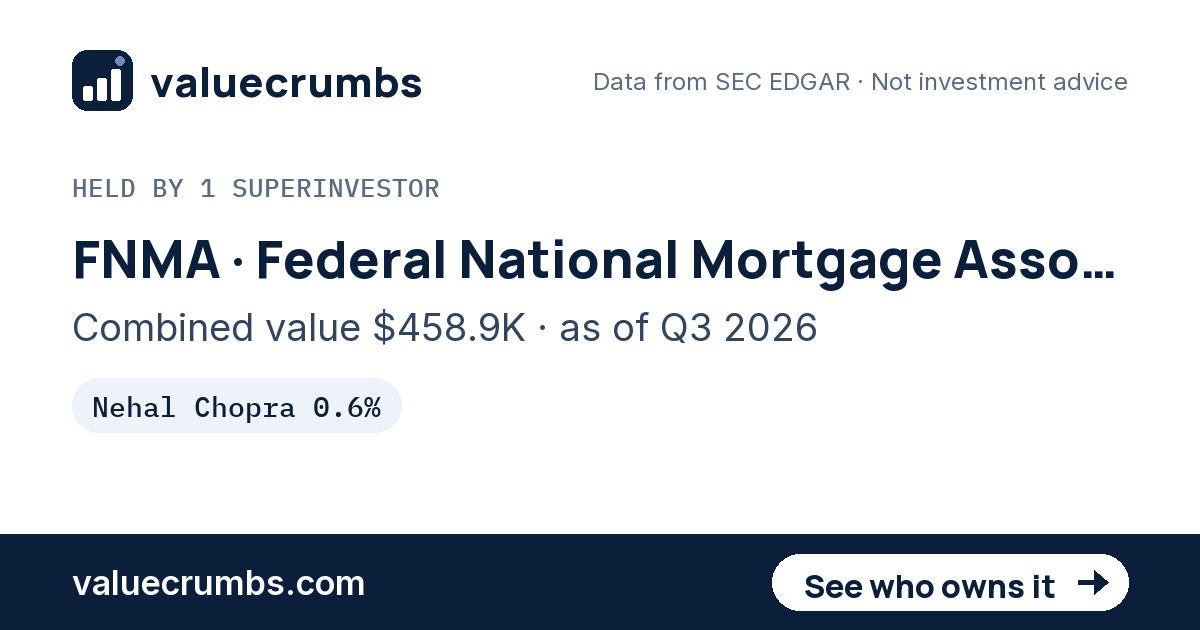 valuecrumbs
Data from SEC EDGAR · Not investment advice
HELD BY 1 SUPERINVESTOR
FNMA · Federal National Mortgage Asso…
Combined value $458.9K · as of Q3 2026
Nehal Chopra 0.6%
valuecrumbs.com
See who owns it →